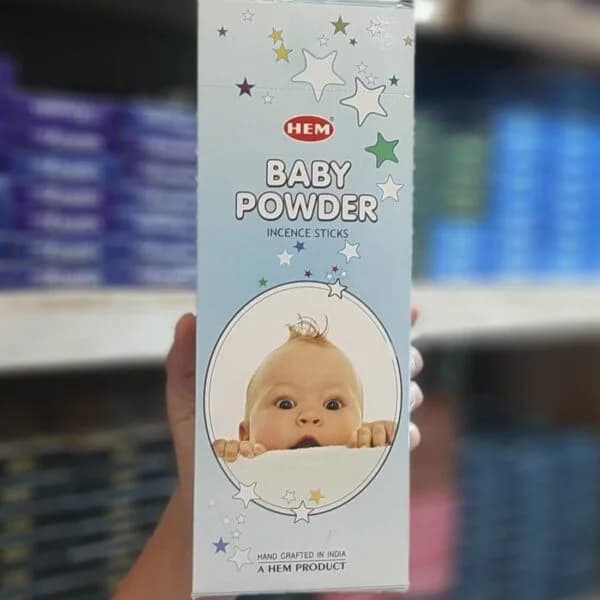 HEM
BABY
POWDER
INCENCE STICKS
HAND CRAFTED IN INDIA
A HEM PRODUCT